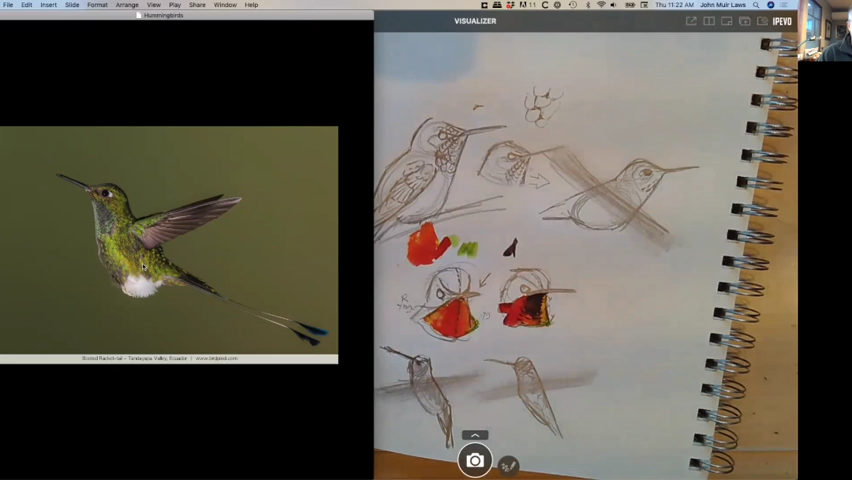 File Edit Insert Slide Format Arrange View Play Share Window Help
11
Thu 11:22 AM John Muir Laws
Hummingbirds
VISUALIZER
IPEVO
Booted Racket-tail – Tandayapa Valley, Ecuador | www.birdpixel.com